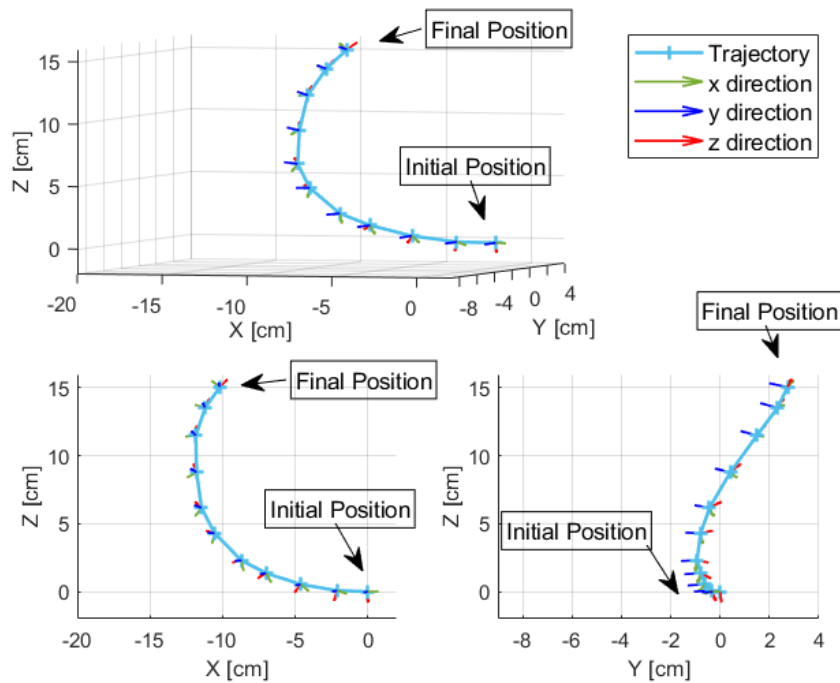 Final Position
Trajectory
x direction
y direction
z direction
Initial Position
15
10
5
0
Z [cm]
-20
-15
-10
-5
0
-8
-4
0
4
X [cm]
Y [cm]
Final Position
Initial Position
15
10
5
0
Z [cm]
-20
-15
-10
-5
0
X [cm]
Final Position
Initial Position
15
10
5
0
Z [cm]
-8
-6
-4
-2
0
2
4
Y [cm]